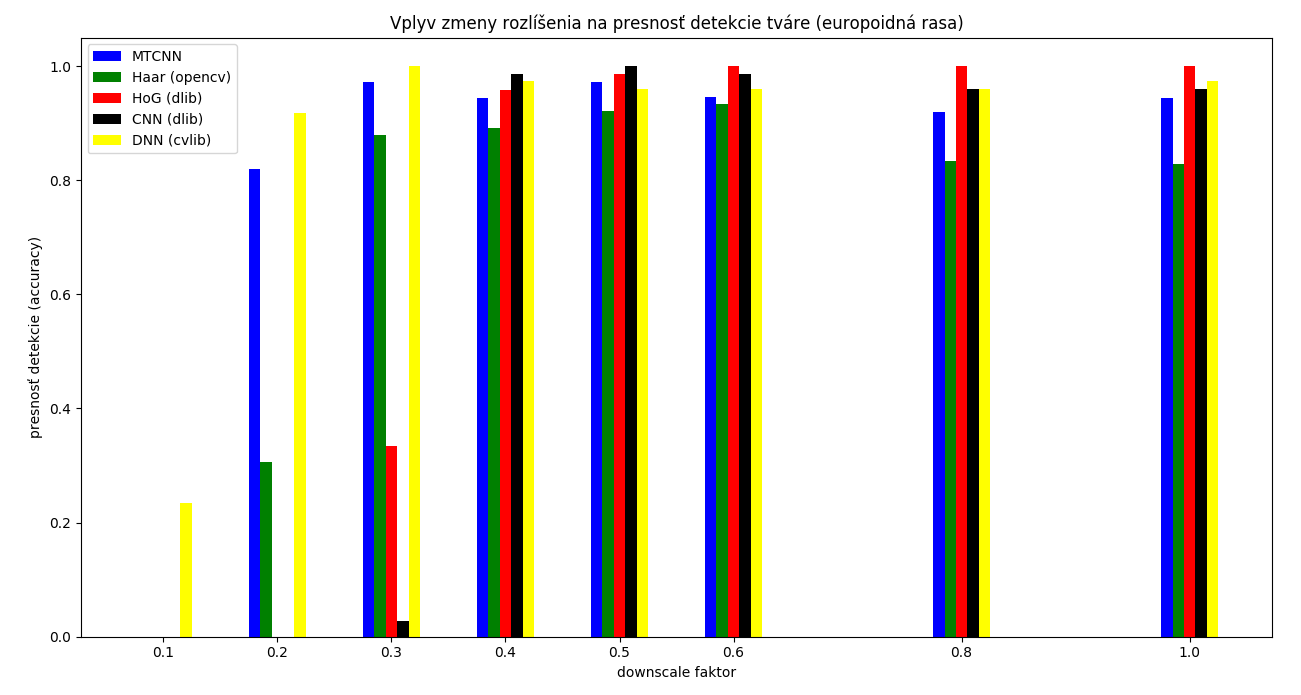 Vplyv zmeny rozlíšenia na presnosť detekcie tváre (europoidná rasa)
MTCNN
Haar (opencv)
HoG (dlib)
CNN (dlib)
DNN (cvlib)
presnosť detekcie (accuracy)
1.0
0.8
0.6
0.4
0.2
0.0
0.1 0.2 0.3 0.4 0.5 0.6 0.8 1.0
downscale faktor